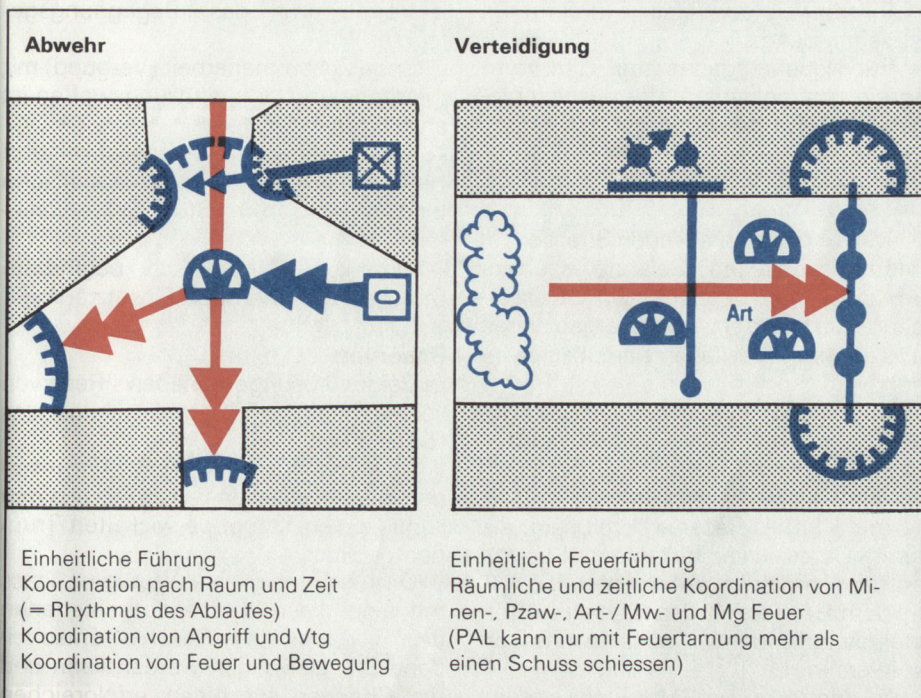 Abwehr
Verteidigung
Art
Einheitliche Führung
Koordination nach Raum und Zeit
(= Rhythmus des Ablaufes)
Koordination von Angriff und Vtg
Koordination von Feuer und Bewegung
Einheitliche Feuerführung
Räumliche und zeitliche Koordination von Mi-
nen-, Pzaw-, Art-/Mw- und Mg Feuer
(PAL kann nur mit Feuertarnung mehr als
einen Schuss schiessen)